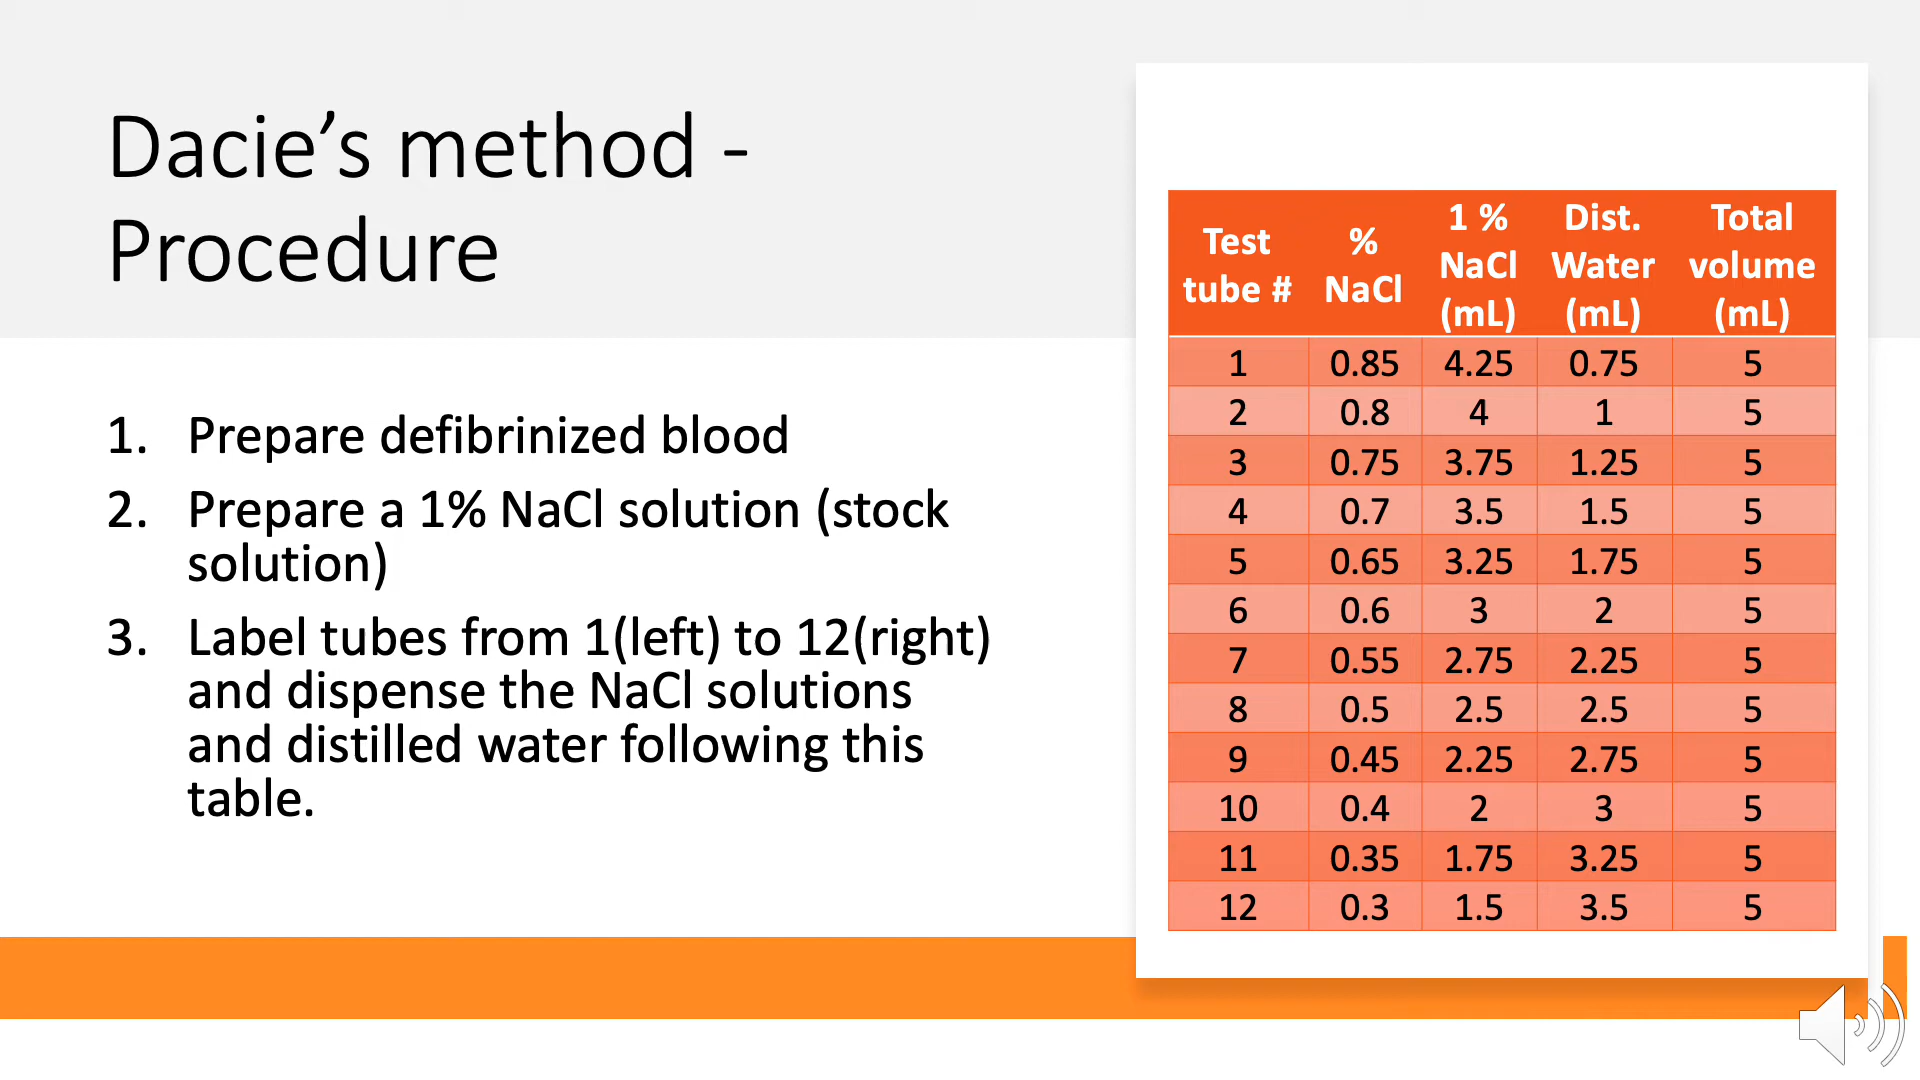 Dacie's method -
Procedure
1. Prepare defibrinized blood
2. Prepare a 1% NaCl solution (stock
solution)
3. Label tubes from 1(left) to 12(right)
and dispense the NaCl solutions
and distilled water following this
table.
Test tube # % NaCl 1 % NaCl (mL) Dist. Water (mL) Total volume (mL)
1 0.85 4.25 0.75 5
2 0.8 4 1 5
3 0.75 3.75 1.25 5
4 0.7 3.5 1.5 5
5 0.65 3.25 1.75 5
6 0.6 3 2 5
7 0.55 2.75 2.25 5
8 0.5 2.5 2.5 5
9 0.45 2.25 2.75 5
10 0.4 2 3 5
11 0.35 1.75 3.25 5
12 0.3 1.5 3.5 5